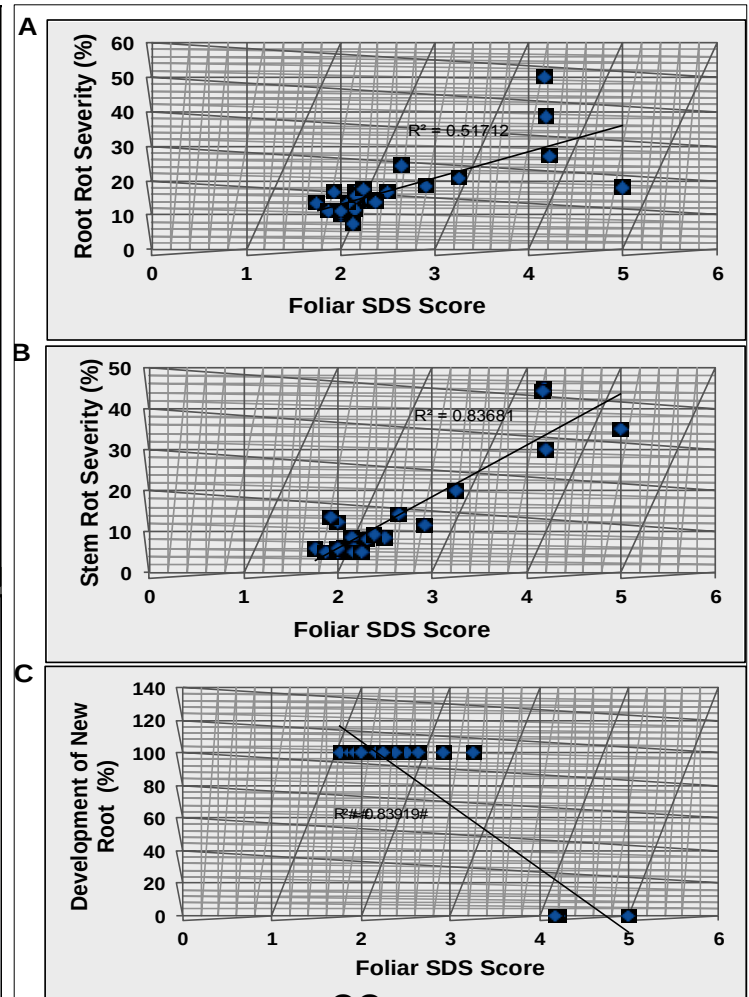 A
Root Rot Severity (%)
60
50
40
30
20
10
0
R² = 0.51712
0 1 2 3 4 5 6
Foliar SDS Score
B
Stem Rot Severity (%)
50
40
30
20
10
0
R² = 0.83681
0 1 2 3 4 5 6
Foliar SDS Score
C
Development of New
Root (%)
140
120
100
80
60
40
20
0
0 1 2 3 4 5 6
Foliar SDS Score